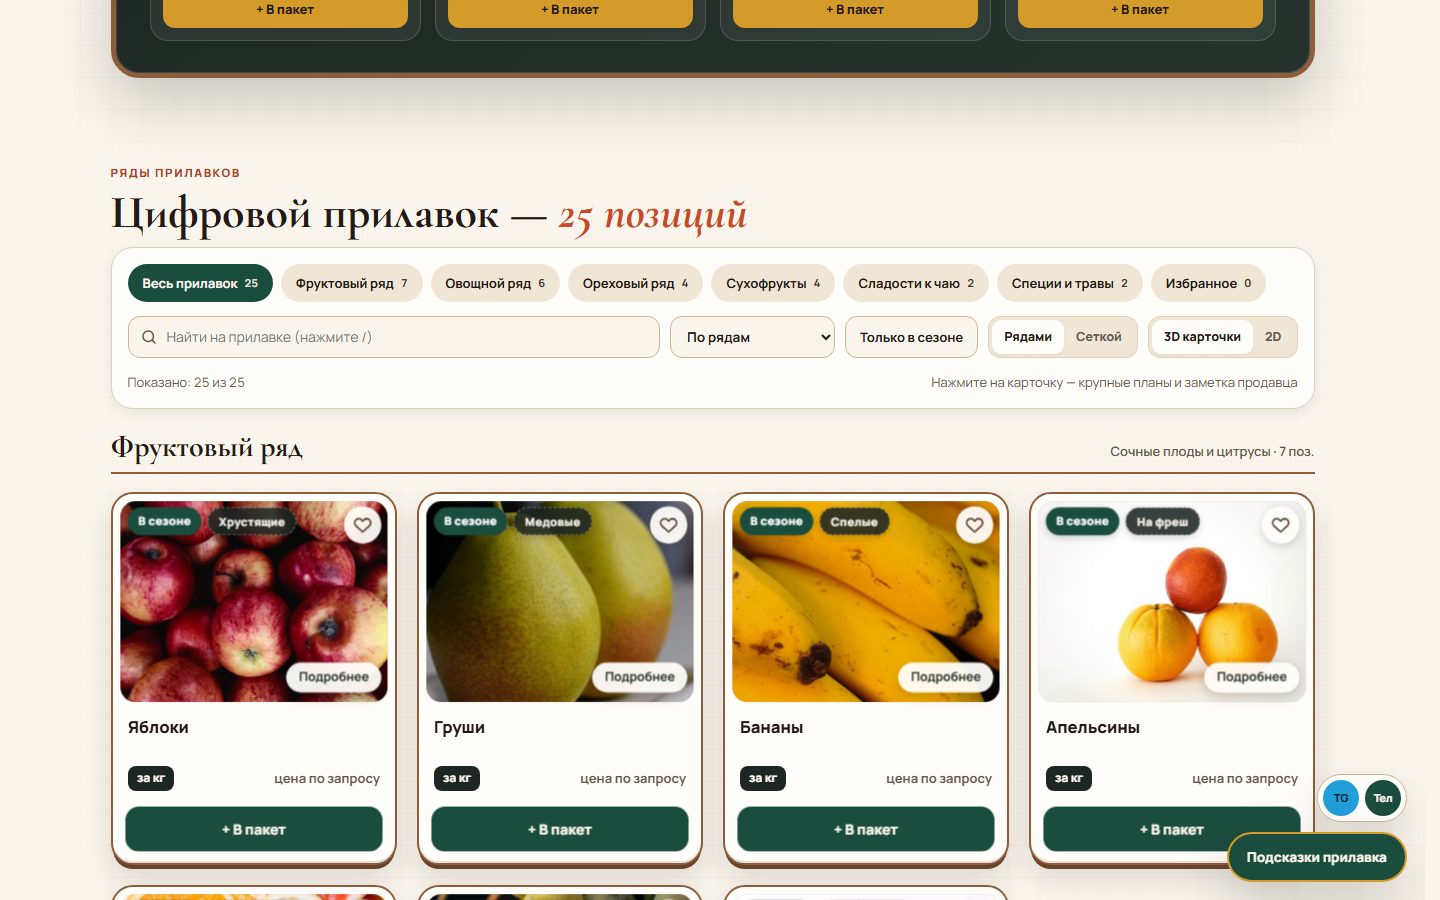 + В пакет
+ В пакет
+ В пакет
+ В пакет
РЯДЫ ПРИЛАВКОВ
Цифровой прилавок — 25 позиций
Весь прилавок 25
Фруктовый ряд 7
Овощной ряд 6
Ореховый ряд 4
Сухофрукты 4
Сладости к чаю 2
Специи и травы 2
Избранное 0
Найти на прилавке (нажмите /)
По рядам
Только в сезоне
Рядами
Сеткой
3D карточки
2D
Показано: 25 из 25
Нажмите на карточку — крупные планы и заметка продавца
Фруктовый ряд
Сочные плоды и цитрусы · 7 поз.
В сезоне
Хрустящие
Подробнее
Яблоки
за кг
цена по запросу
+ В пакет
В сезоне
Медовые
Подробнее
Груши
за кг
цена по запросу
+ В пакет
В сезоне
Спелые
Подробнее
Бананы
за кг
цена по запросу
+ В пакет
В сезоне
На фреш
Подробнее
Апельсины
за кг
цена по запросу
+ В пакет
TG
Тел
Подсказки прилавка